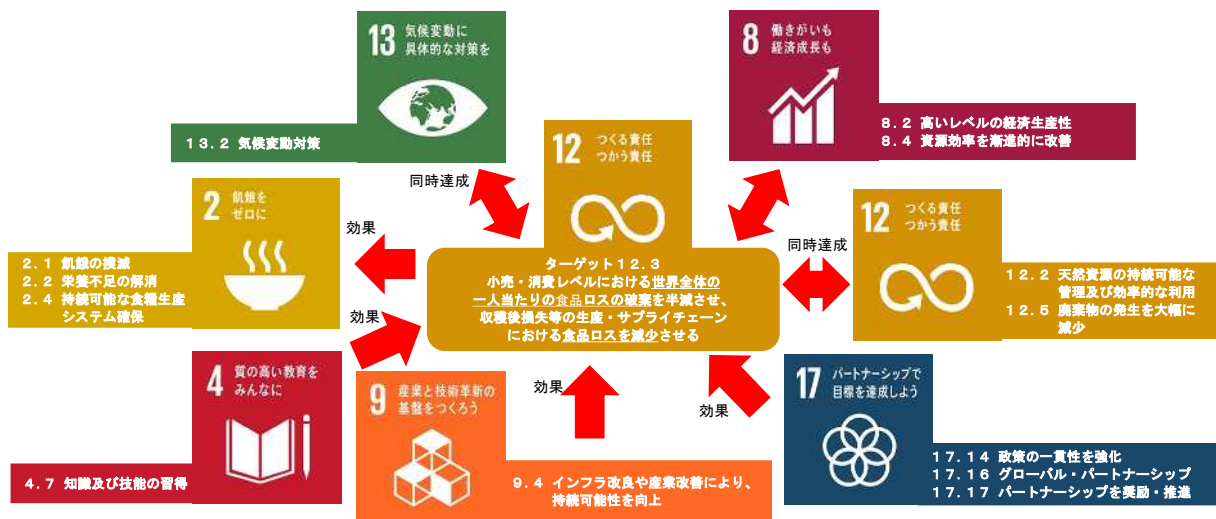 13 気候変動に
具体的な対策を
13.2 気候変動対策
8 働きがいも
経済成長も
8.2 高いレベルの経済生産性
8.4 資源効率を漸進的に改善
12 つくる責任
つかう責任
同時達成
2 飢餓を
ゼロに
効果
2.1 飢餓の撲滅
2.2 栄養不足の解消
2.4 持続可能な食糧生産
システム確保
ターゲット12.3
小売・消費レベルにおける世界全体の
一人当たりの食品ロスの破棄を半減させ、
収穫後損失等の生産・サプライチェーン
における食品ロスを減少させる
同時達成
12 つくる責任
つかう責任
12.2 天然資源の持続可能な
管理及び効率的な利用
12.5 廃棄物の発生を大幅に
減少
効果
4 質の高い教育を
みんなに
4.7 知識及び技能の習得
9 産業と技術革新の
基盤をつくろう
効果
9.4 インフラ改良や産業改善により、
持続可能性を向上
効果
17 パートナーシップで
目標を達成しよう
17.14 政策の一貫性を強化
17.16 グローバル・パートナーシップ
17.17 パートナーシップを奨励・推進